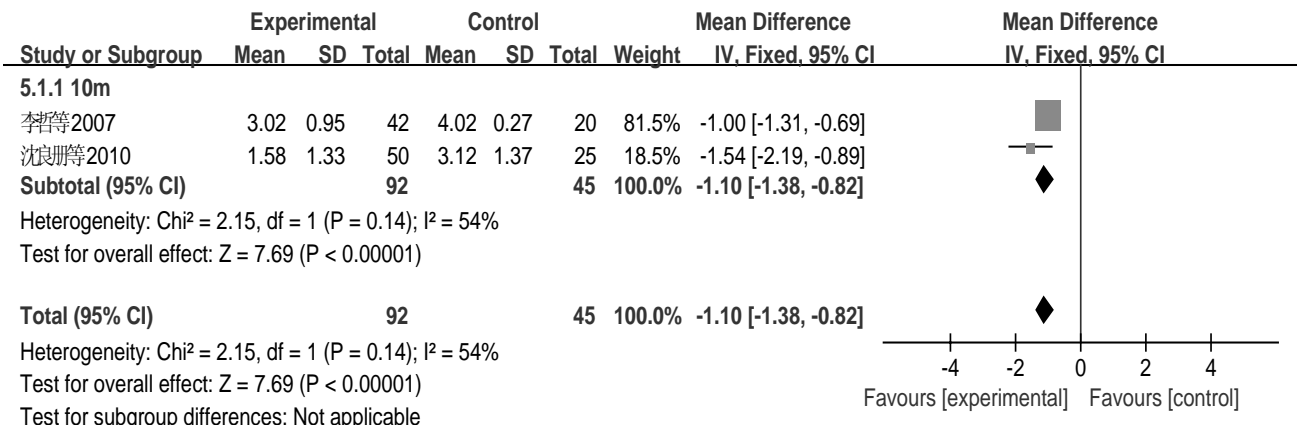 Experimental Control Mean Difference Mean Difference
Study or Subgroup Mean SD Total Mean SD Total Weight IV, Fixed, 95% CI IV, Fixed, 95% CI
5.1.1 10m
李哲等2007 3.02 0.95 42 4.02 0.27 20 81.5% -1.00 [-1.31, -0.69]
沈良册等2010 1.58 1.33 50 3.12 1.37 25 18.5% -1.54 [-2.19, -0.89]
Subtotal (95% CI) 92 45 100.0% -1.10 [-1.38, -0.82]
Heterogeneity: Chi² = 2.15, df = 1 (P = 0.14); I² = 54%
Test for overall effect: Z = 7.69 (P < 0.00001)
Total (95% CI) 92 45 100.0% -1.10 [-1.38, -0.82]
Heterogeneity: Chi² = 2.15, df = 1 (P = 0.14); I² = 54%
Test for overall effect: Z = 7.69 (P < 0.00001)
Test for subgroup differences: Not applicable
-4 -2 0 2 4
Favours [experimental] Favours [control]